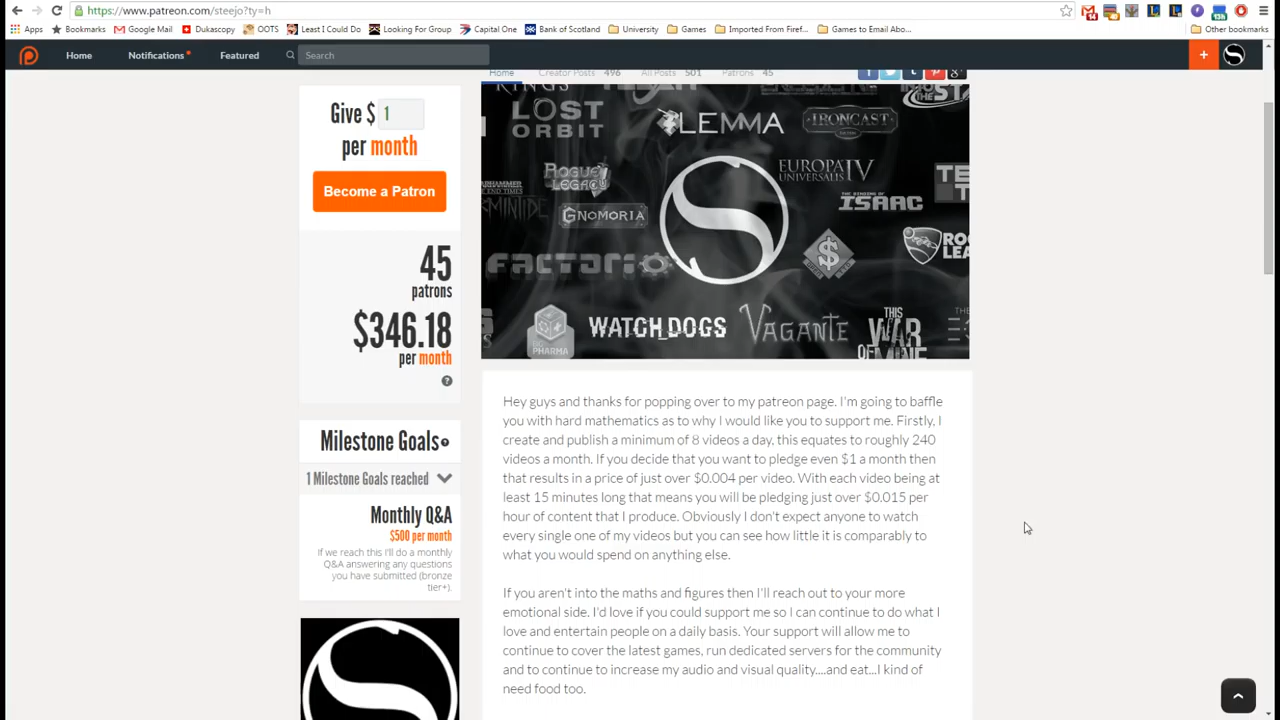 https://www.patreon.com/steejo?ty=h
Apps Bookmarks Google Mail Dukascopy OOTS Least I Could Do Looking For Group Capital One Bank of Scotland University Games Imported From Firef... Games to Email Abo... Other bookmarks
Home Notifications Featured Search
Home Creator Posts 496 All Posts 501 Patrons 45
Give $ 1
per month
Become a Patron
45
patrons
$346.18
per month
Milestone Goals
1 Milestone Goals reached
Monthly Q&A
$500 per month
If we reach this I'll do a monthly
Q&A answering any questions
you have submitted (bronze
tier+).
LOST
ORBIT
LEMMA
IRONCAST
INTO THE STA
ROGUE
LEGACY
EUROPA
UNIVERSALIS IV
THE BINDING OF
ISAAC
GNOMORIA
FACTORIO
ROC
LEA
BIG
PHARMA
WATCH_DOGS
VAGANTE
THIS
WAR
OF MINE
Hey guys and thanks for popping over to my patreon page. I'm going to baffle
you with hard mathematics as to why I would like you to support me. Firstly, I
create and publish a minimum of 8 videos a day, this equates to roughly 240
videos a month. If you decide that you want to pledge even $1 a month then
that results in a price of just over $0.004 per video. With each video being at
least 15 minutes long that means you will be pledging just over $0.015 per
hour of content that I produce. Obviously I don't expect anyone to watch
every single one of my videos but you can see how little it is comparably to
what you would spend on anything else.
If you aren't into the maths and figures then I'll reach out to your more
emotional side. I'd love if you could support me so I can continue to do what I
love and entertain people on a daily basis. Your support will allow me to
continue to cover the latest games, run dedicated servers for the community
and to continue to increase my audio and visual quality....and eat...I kind of
need food too.